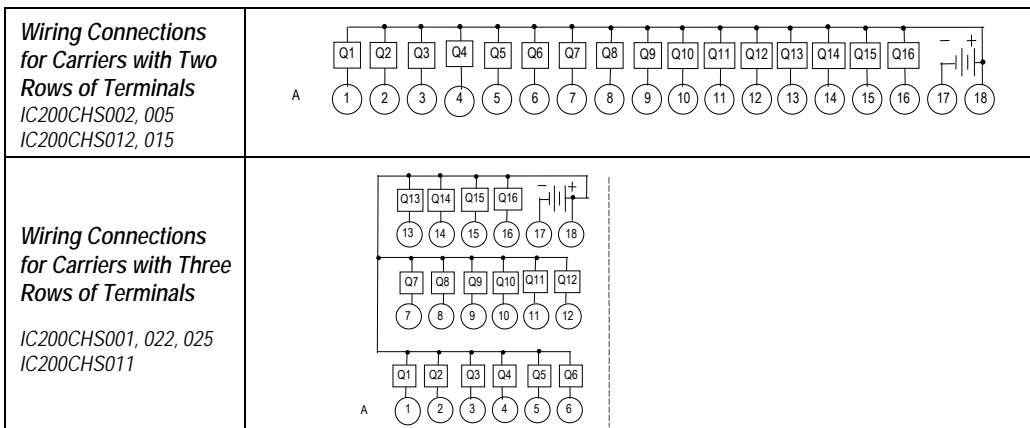 Wiring Connections
for Carriers with Two
Rows of Terminals
IC200CHS002, 005
IC200CHS012, 015
Q1 Q2 Q3 Q4 Q5 Q6 Q7 Q8 Q9 Q10 Q11 Q12 Q13 Q14 Q15 Q16 − +
A 1 2 3 4 5 6 7 8 9 10 11 12 13 14 15 16 17 18
Wiring Connections
for Carriers with Three
Rows of Terminals
IC200CHS001, 022, 025
IC200CHS011
Q13 Q14 Q15 Q16 − +
13 14 15 16 17 18
Q7 Q8 Q9 Q10 Q11 Q12
7 8 9 10 11 12
Q1 Q2 Q3 Q4 Q5 Q6
A 1 2 3 4 5 6